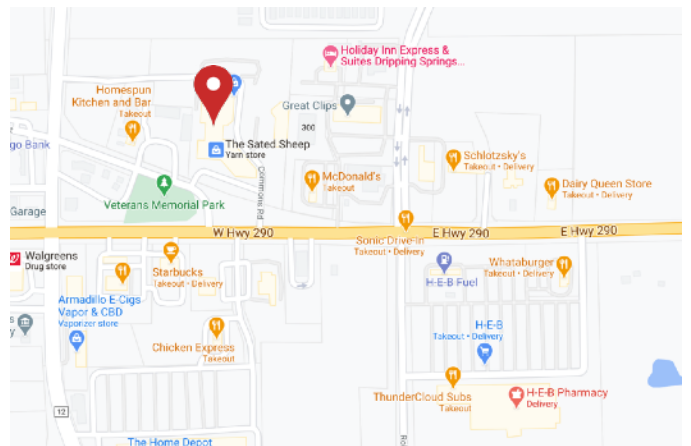 Holiday Inn Express &
Suites Dripping Springs...
Homespun
Kitchen and Bar
Takeout
Great Clips
300
go Bank
The Sated Sheep
Yarn store
Schlotzsky's
Takeout • Delivery
McDonald's
Takeout
Commons Rd
Dairy Queen Store
Takeout • Delivery
Veterans Memorial Park
Garage
W Hwy 290
E Hwy 290
E Hwy 290
Sonic Drive-In
Takeout • Delivery
Walgreens
Drug store
Starbucks
Takeout • Delivery
H-E-B Fuel
Whataburger
Takeout • Delivery
Armadillo E-Cigs
Vapor & CBD
Vaporizer store
H-E-B
Takeout • Delivery
Chicken Express
Takeout
ThunderCloud Subs
Takeout
H-E-B Pharmacy
Delivery
12
The Home Depot